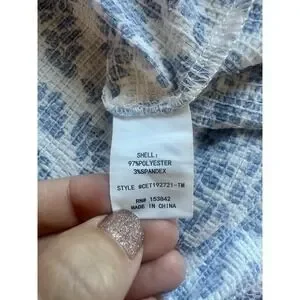 SHELL:
97%POLYESTER
3%SPANDEX
STYLE #CET192721-TM
RN# 153842
MADE IN CHINA